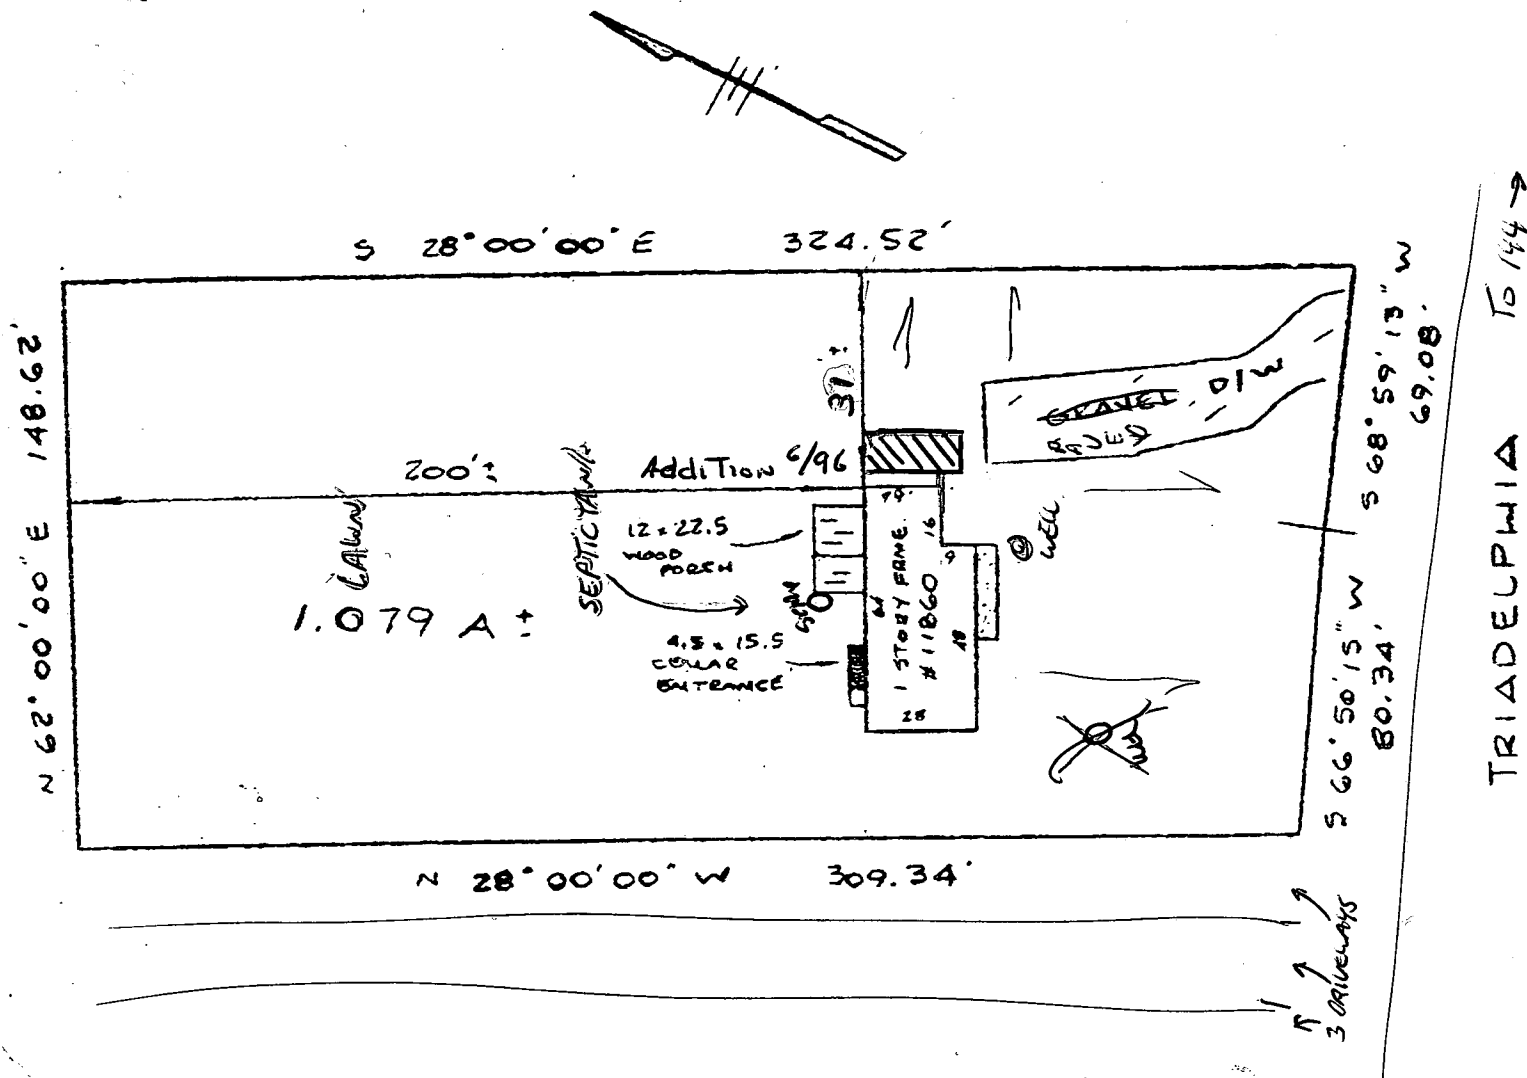 S 28°00'00" E 324.52'
148.62'
N 62°00'00" E
S 68°59'13" W
69.08'
S 66°50'15" W
80.34'
TRIADELPHIA
To 144 →
37 ±
200' ±
Addition 6/96
D/W
GRAVEL
LAWN
SEPTIC TANK
12 x 22.5
WOOD
PORCH
1.079 A ±
4.5 x 15.5
CELLAR
ENTRANCE
1 STORY FRAME
#11860
16
9
28
WELL
N 28°00'00" W 309.34'
3 DRIVEWAYS